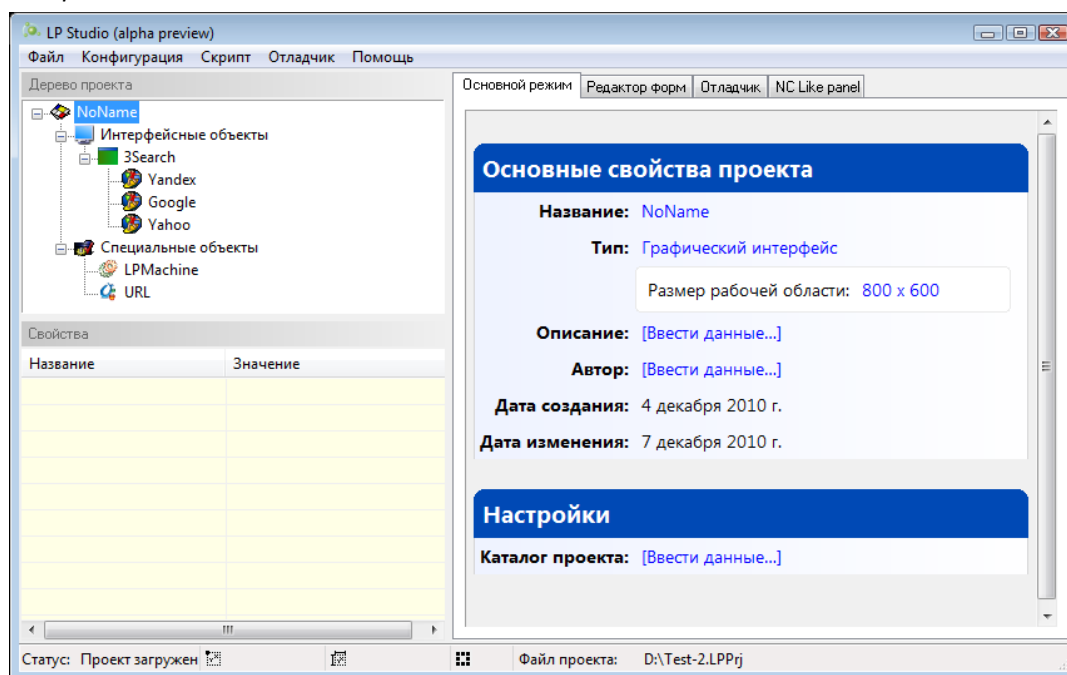 LP Studio (alpha preview)
Файл Конфигурация Скрипт Отладчик Помощь
Дерево проекта
NoName
Интерфейсные объекты
3Search
Yandex
Google
Yahoo
Специальные объекты
LPMachine
URL
Свойства
Название Значение
Основной режим Редактор форм Отладчик NC Like panel
Основные свойства проекта
Название: NoName
Тип: Графический интерфейс
Размер рабочей области: 800 x 600
Описание: [Ввести данные...]
Автор: [Ввести данные...]
Дата создания: 4 декабря 2010 г.
Дата изменения: 7 декабря 2010 г.
Настройки
Каталог проекта: [Ввести данные...]
Статус: Проект загружен Файл проекта: D:\Test-2.LPPrj